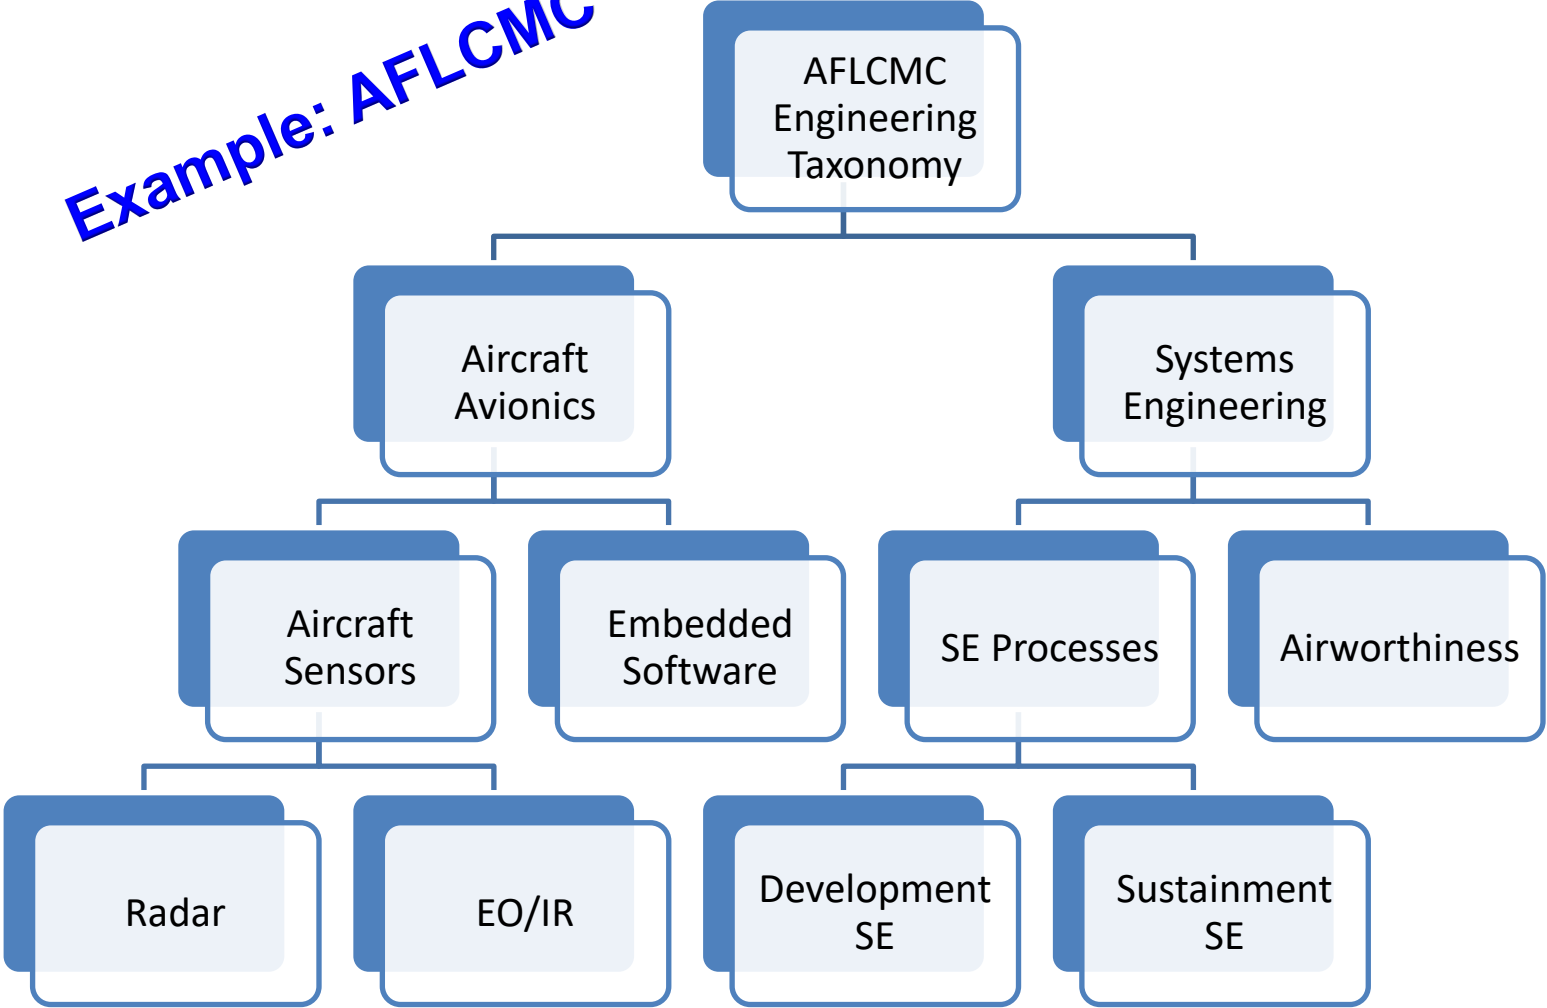 Example: AFLCMC
AFLCMC
Engineering
Taxonomy
Aircraft
Avionics
Systems
Engineering
Aircraft
Sensors
Embedded
Software
SE Processes
Airworthiness
Radar
EO/IR
Development
SE
Sustainment
SE